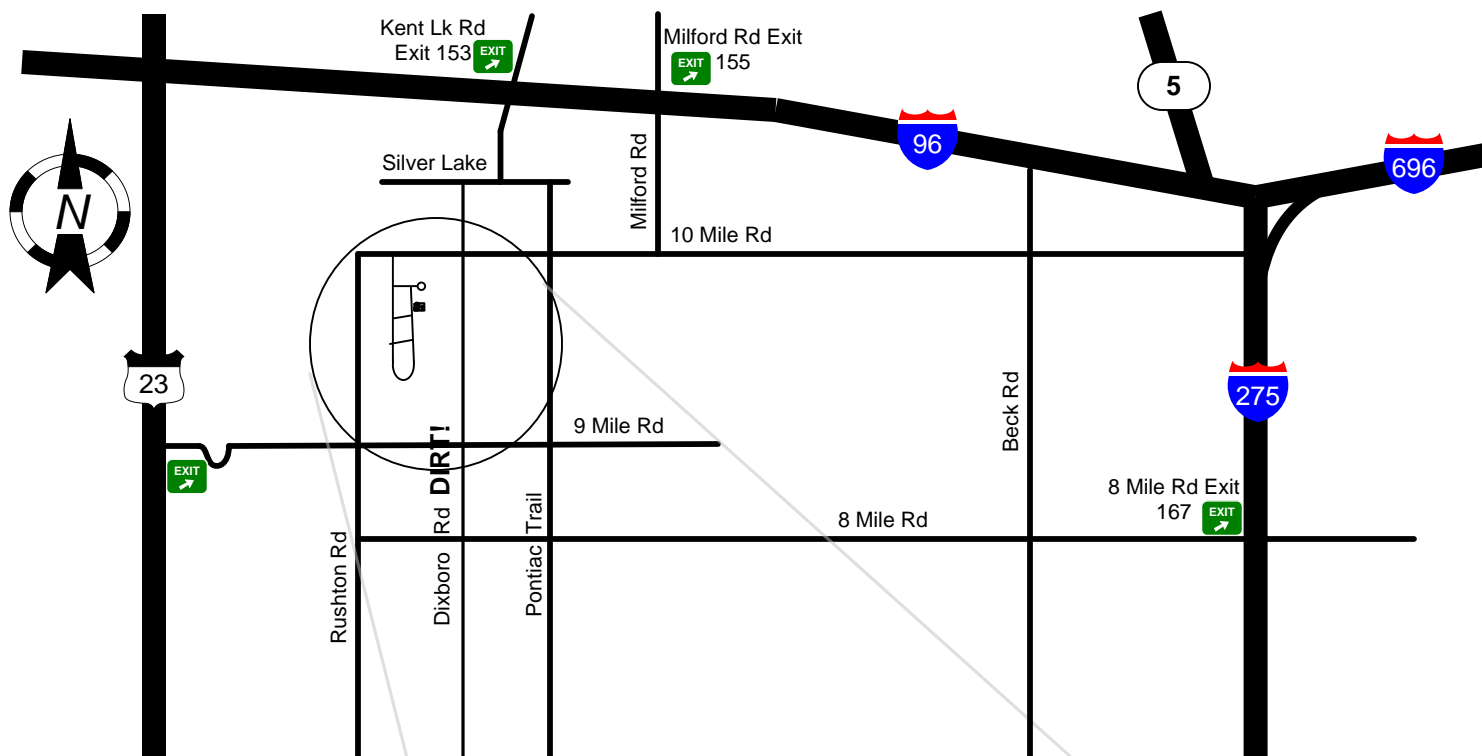 Kent Lk Rd
Exit 153
EXIT
Milford Rd Exit
EXIT
155
5
96
696
Silver Lake
Milford Rd
N
10 Mile Rd
23
275
Beck Rd
9 Mile Rd
DIRT!
EXIT
8 Mile Rd Exit
167
EXIT
8 Mile Rd
Rushton Rd
Dixboro Rd
Pontiac Trail